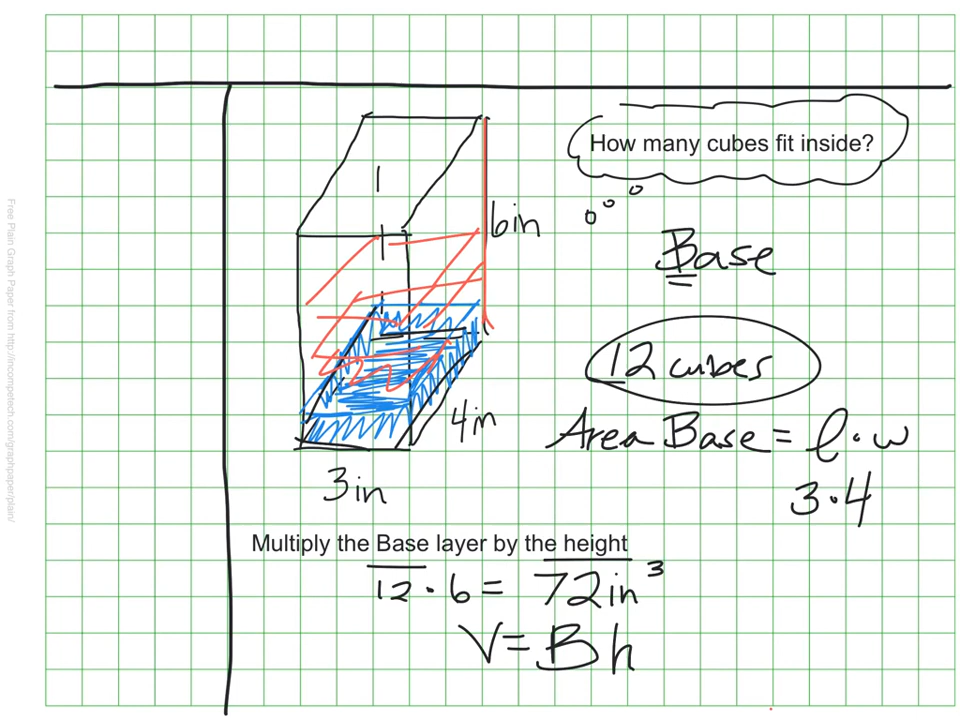 How many cubes fit inside?
6in
Base
12 cubes
4in
Area Base = l·w
3in
3·4
Multiply the Base layer by the height
12 · 6 = 72in³
V = Bh
Free Plain Graph Paper from http://incompetech.com/graphpaper/plain/